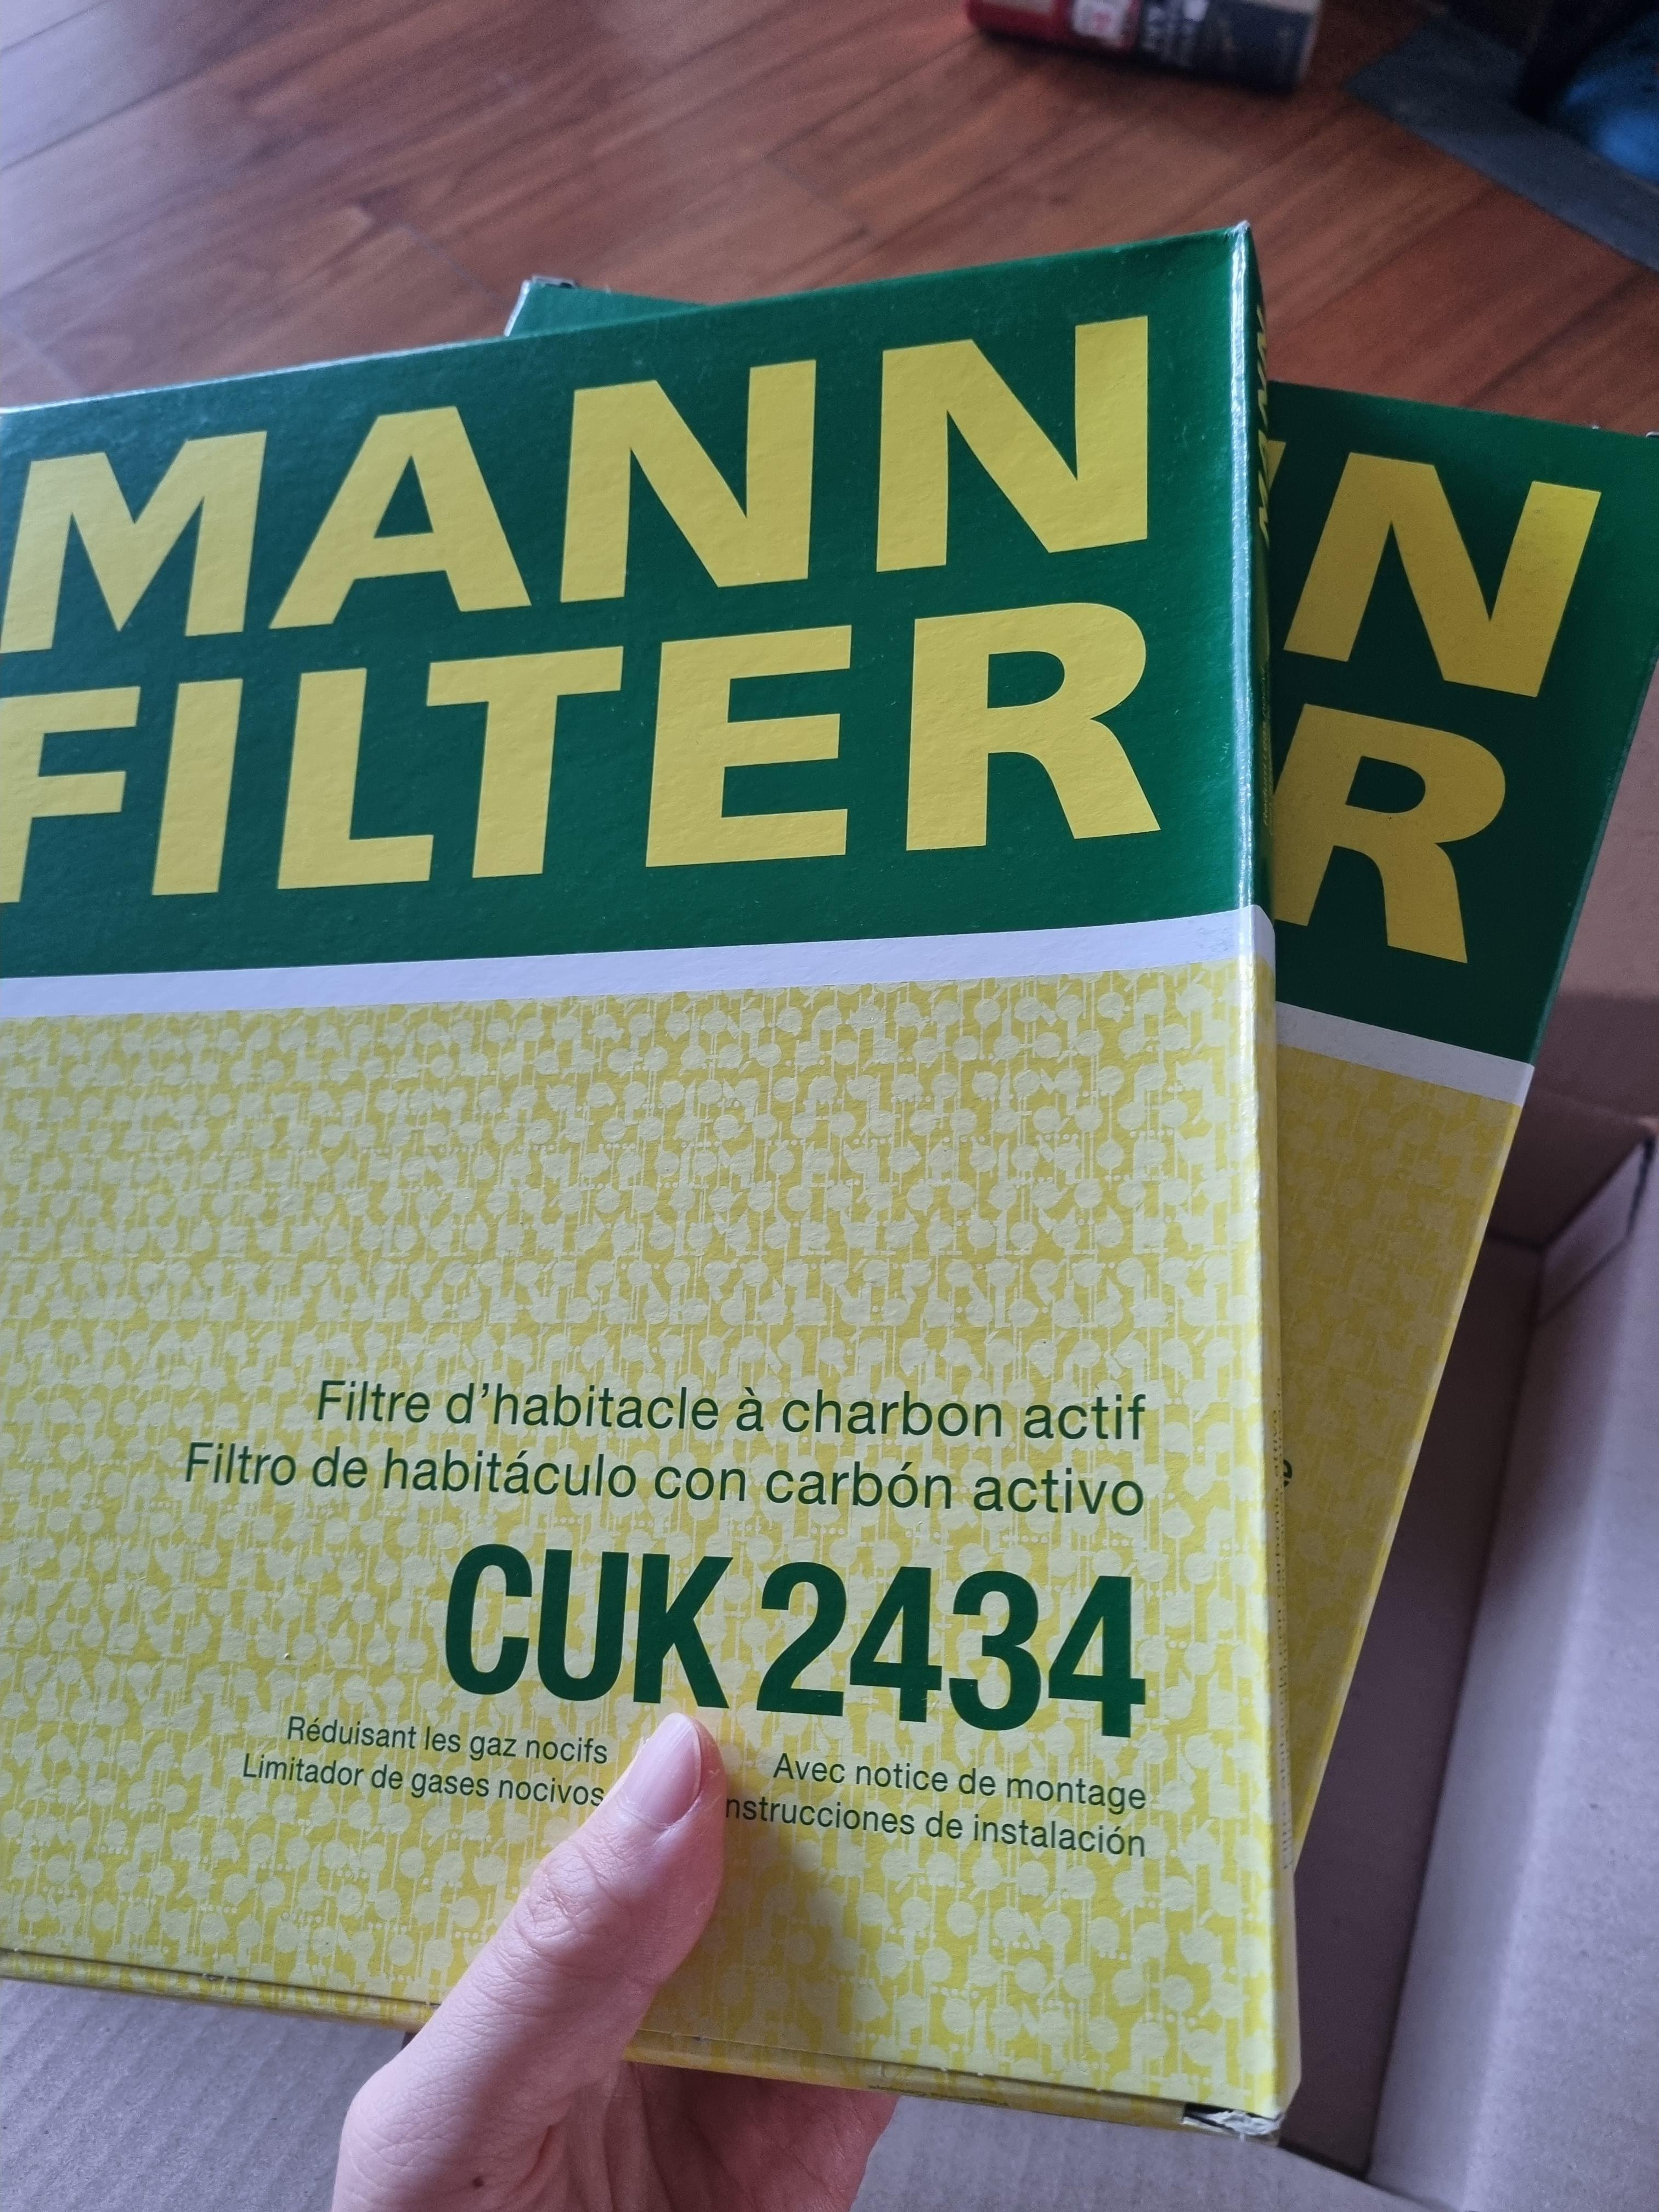 MANN
FILTER
Filtre d'habitacle à charbon actif
Filtro de habitáculo con carbón activo
CUK 2434
Réduisant les gaz nocifs
Limitador de gases nocivos
Avec notice de montage
nstrucciones de instalación
NN
R